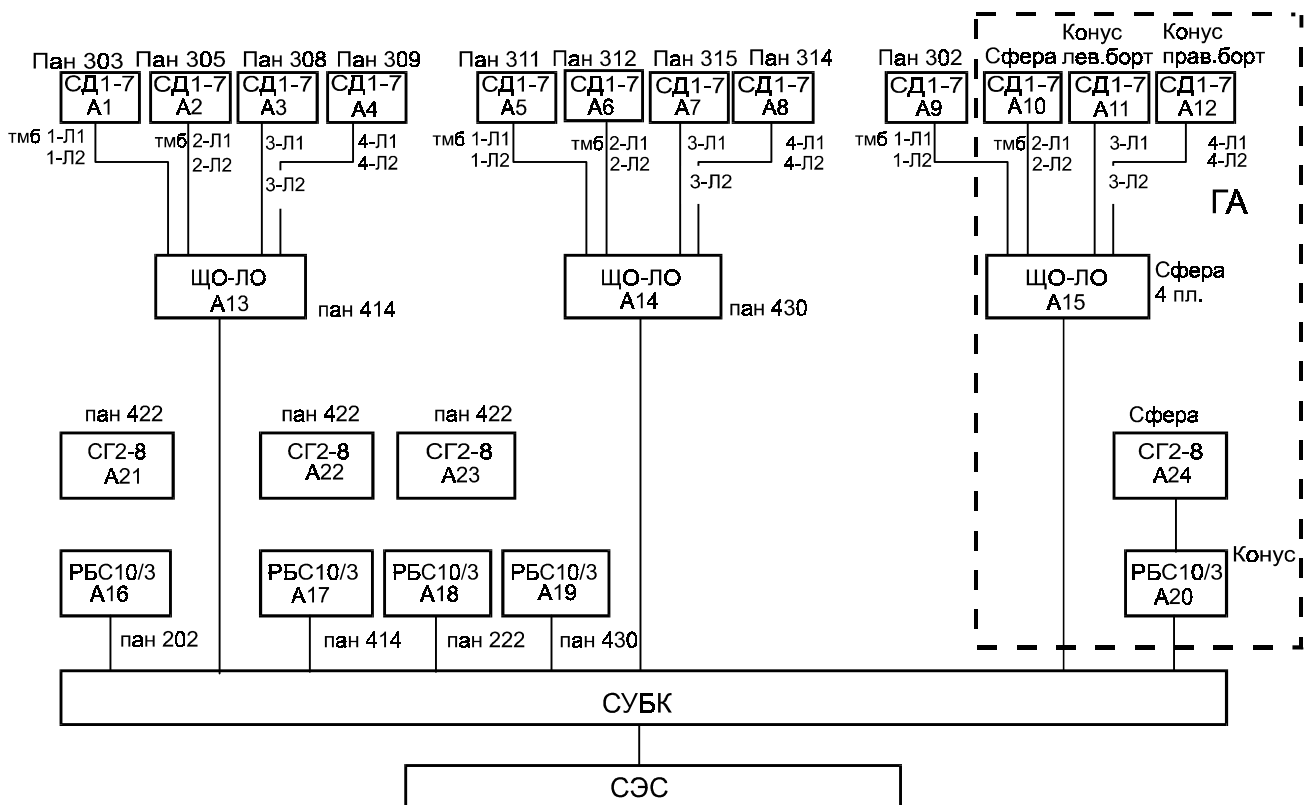 Конус
Конус
Пан 303
Пан 305
Пан 308
Пан 309
Пан 311
Пан 312
Пан 315
Пан 314
Пан 302
Сфера
лев.борт
прав.борт
СД1-7
А1
СД1-7
А2
СД1-7
А3
СД1-7
А4
СД1-7
А5
СД1-7
А6
СД1-7
А7
СД1-7
А8
СД1-7
А9
СД1-7
А10
СД1-7
А11
СД1-7
А12
тмб 1-Л1
1-Л2
тмб 2-Л1
2-Л2
3-Л1
3-Л2
4-Л1
4-Л2
тмб 1-Л1
1-Л2
тмб 2-Л1
2-Л2
3-Л1
3-Л2
4-Л1
4-Л2
тмб 1-Л1
1-Л2
тмб 2-Л1
2-Л2
3-Л1
3-Л2
4-Л1
4-Л2
ГА
ЩО-ЛО
А13
пан 414
ЩО-ЛО
А14
пан 430
ЩО-ЛО
А15
Сфера
4 пл.
пан 422
СГ2-8
А21
пан 422
СГ2-8
А22
пан 422
СГ2-8
А23
Сфера
СГ2-8
А24
РБС10/3
А16
пан 202
РБС10/3
А17
пан 414
РБС10/3
А18
пан 222
РБС10/3
А19
пан 430
РБС10/3
А20
Конус
СУБК
СЭС